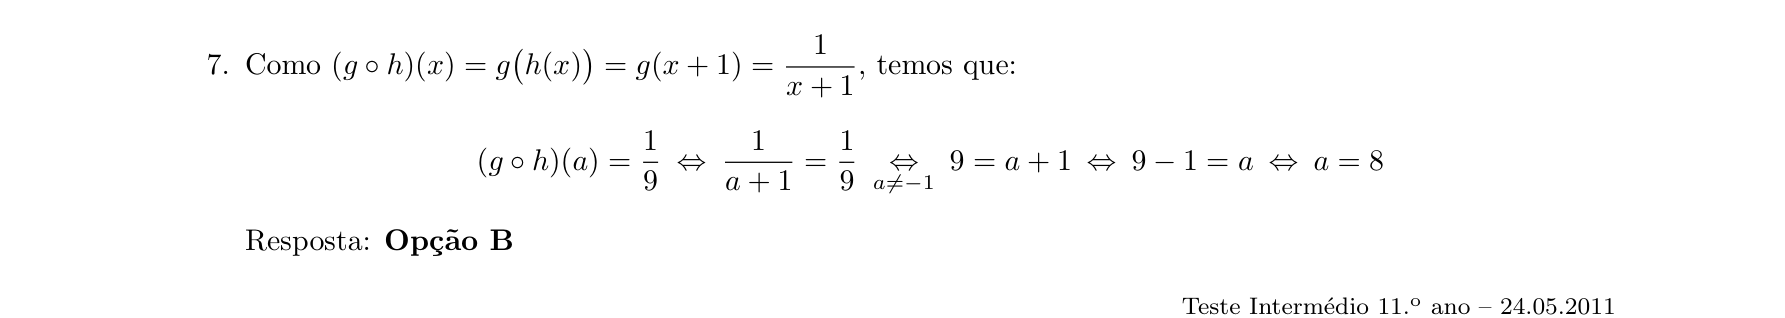 7. Como (g ∘ h)(x) = g(h(x)) = g(x + 1) = 1/(x + 1), temos que:
(g ∘ h)(a) = 1/9 ⇔ 1/(a + 1) = 1/9 ⇔ a≠−1 9 = a + 1 ⇔ 9 − 1 = a ⇔ a = 8
Resposta: Opção B
Teste Intermédio 11.º ano – 24.05.2011